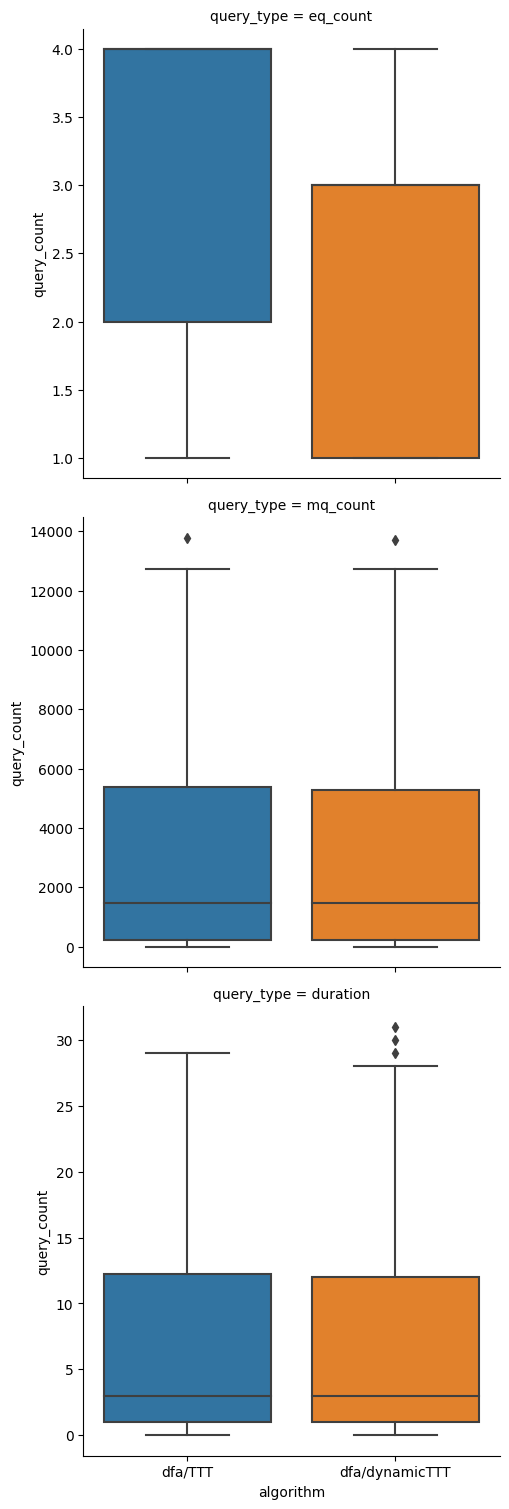 query_type = eq_count
4.0
3.5
3.0
2.5
2.0
1.5
1.0
query_count
query_type = mq_count
14000
12000
10000
8000
6000
4000
2000
0
query_count
query_type = duration
30
25
20
15
10
5
0
query_count
dfa/TTT
dfa/dynamicTTT
algorithm